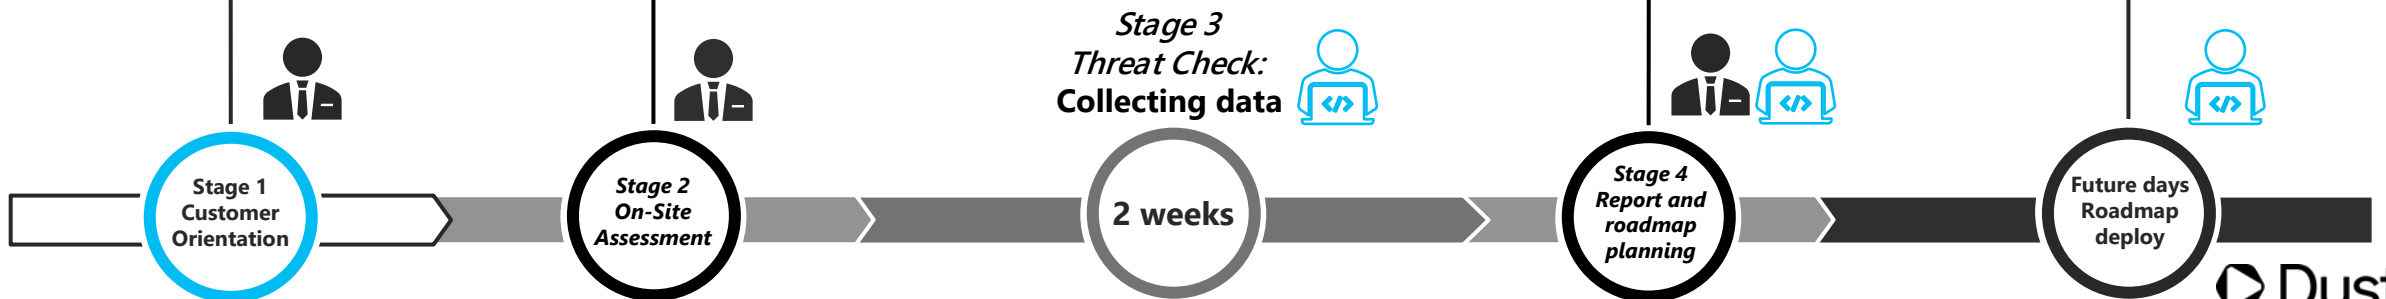 Stage 1
Customer
Orientation
Stage 2
On-Site
Assessment
Stage 3
Threat Check:
Collecting data
</>
2 weeks
Stage 4
Report and
roadmap
planning
</>
Future days
Roadmap
deploy
</>